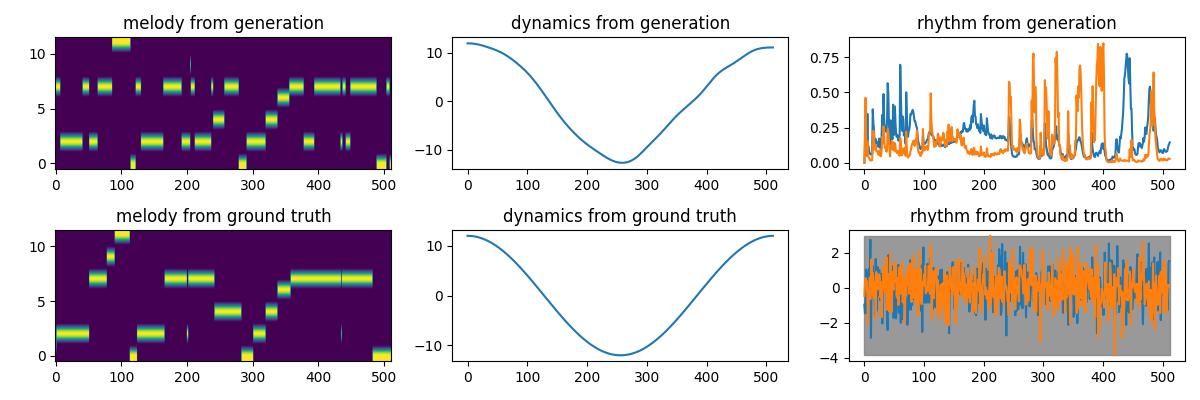 melody from generation
10
5
0
0 100 200 300 400 500
dynamics from generation
10
0
−10
0 100 200 300 400 500
rhythm from generation
0.75
0.50
0.25
0.00
0 100 200 300 400 500
melody from ground truth
10
5
0
0 100 200 300 400 500
dynamics from ground truth
10
0
−10
0 100 200 300 400 500
rhythm from ground truth
2
0
−2
−4
0 100 200 300 400 500